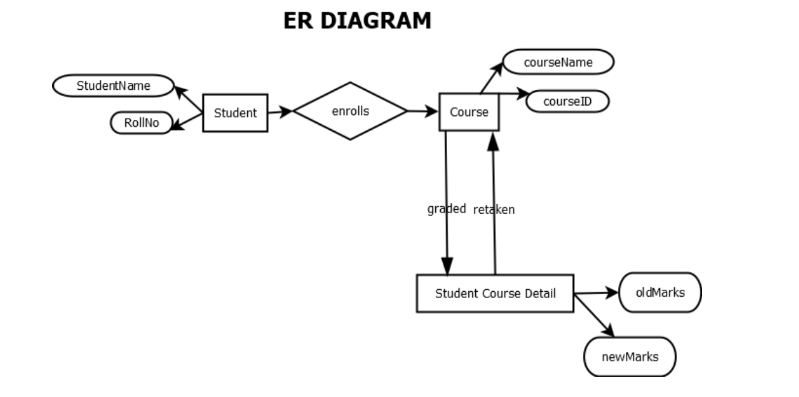 ER DIAGRAM
courseName
StudentName
courseID
RollNo
Student
enrolls
Course
graded
retaken
Student Course Detail
oldMarks
newMarks